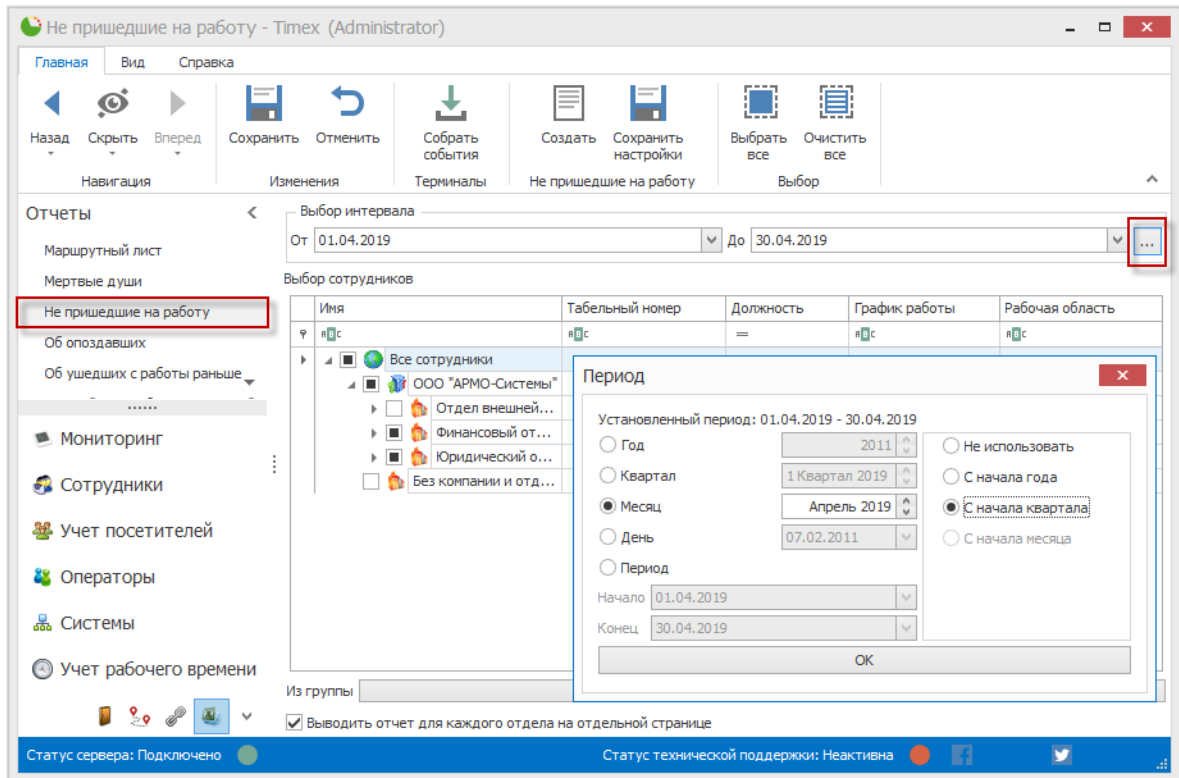 Не пришедшие на работу - Timex (Administrator)
Главная Вид Справка
Назад Скрыть Вперед Сохранить Отменить Собрать события Создать Сохранить настройки Выбрать все Очистить все
Навигация Изменения Терминалы Не пришедшие на работу Выбор
Отчеты
Маршрутный лист
Мертвые души
Не пришедшие на работу
Об опоздавших
Об ушедших с работы раньше
Мониторинг
Сотрудники
Учет посетителей
Операторы
Системы
Учет рабочего времени
Выбор интервала
От 01.04.2019 До 30.04.2019 ...
Выбор сотрудников
Имя Табельный номер Должность График работы Рабочая область
ABC ABC = ABC ABC
Все сотрудники
ООО "АРМО-Системы"
Отдел внешней...
Финансовый от...
Юридический о...
Без компании и отд...
Период
Установленный период: 01.04.2019 - 30.04.2019
Год 2011 Не использовать
Квартал 1 Квартал 2019 С начала года
Месяц Апрель 2019 С начала квартала
День 07.02.2011 С начала месяца
Период
Начало 01.04.2019
Конец 30.04.2019
OK
Из группы
Выводить отчет для каждого отдела на отдельной странице
Статус сервера: Подключено Статус технической поддержки: Неактивна